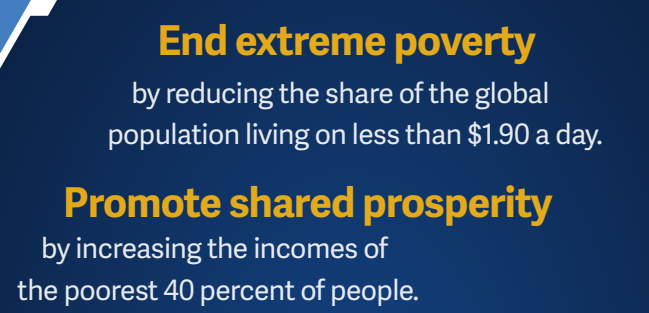 End extreme poverty
by reducing the share of the global
population living on less than $1.90 a day.
Promote shared prosperity
by increasing the incomes of
the poorest 40 percent of people.